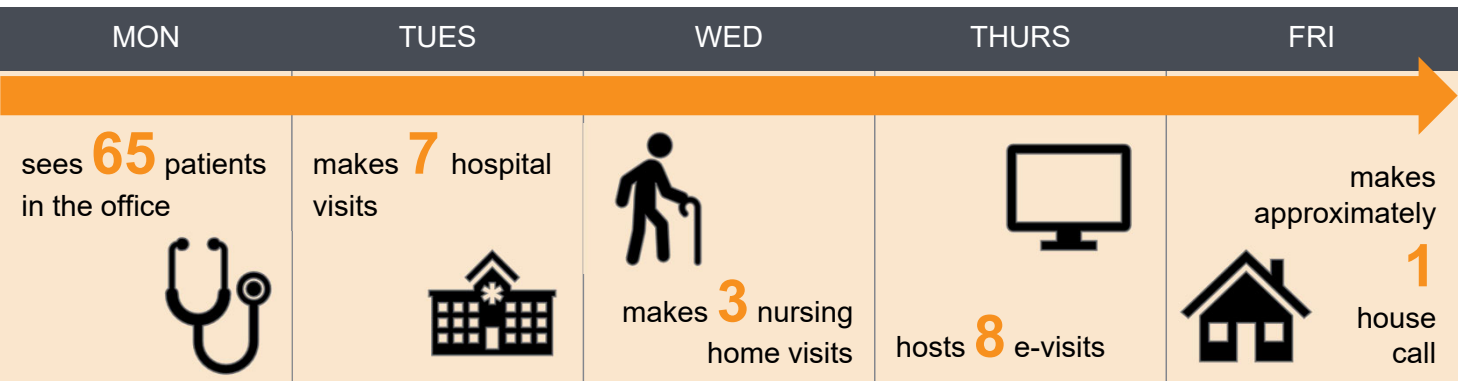 MON
TUES
WED
THURS
FRI
sees 65 patients
in the office
makes 7 hospital
visits
makes 3 nursing
home visits
hosts 8 e-visits
makes
approximately
1
house
call